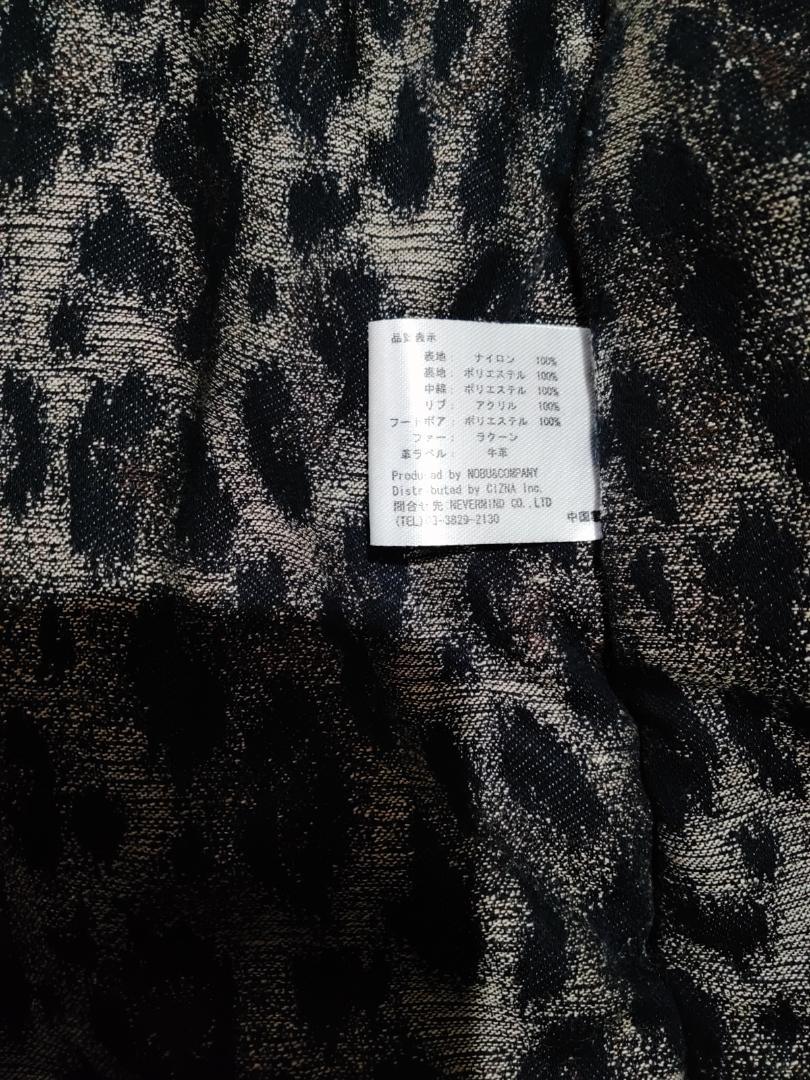 品質表示
表地: ナイロン 100%
裏地: ポリエステル 100%
中綿: ポリエステル 100%
リブ: アクリル 100%
フードボア: ポリエステル 100%
ファー: ラクーン
革ラベル: 牛革
Produced by NOBU&COMPANY
Distributed by GIZNA Inc.
問合せ先:NEVERMIND CO.,LTD
(TEL)03-3829-2130 中国製